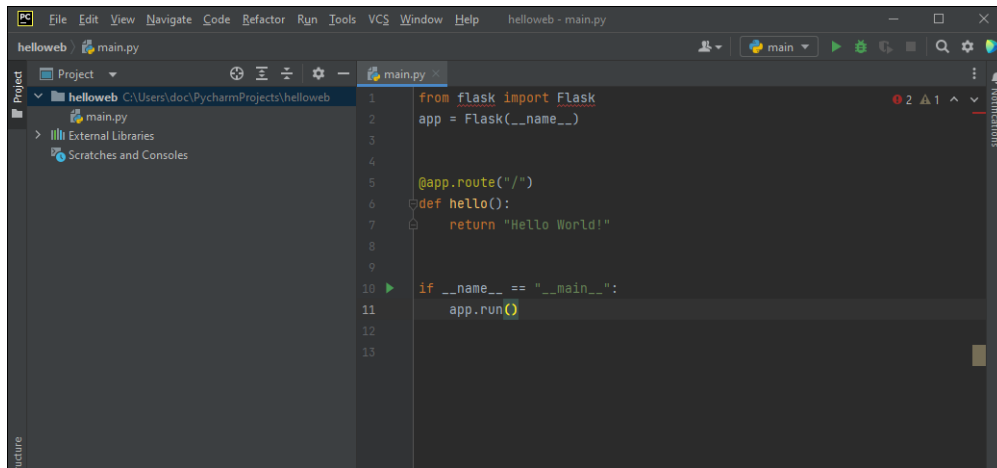 PC File Edit View Navigate Code Refactor Run Tools VCS Window Help helloweb - main.py
helloweb main.py main
Project Project main.py
helloweb C:\Users\doc\PycharmProjects\helloweb
main.py
External Libraries
Scratches and Consoles
1 from flask import Flask 2 1
2 app = Flask(__name__)
3
4
5 @app.route("/")
6 def hello():
7 return "Hello World!"
8
9
10 if __name__ == "__main__":
11 app.run()
12
13
Notifications
ucture